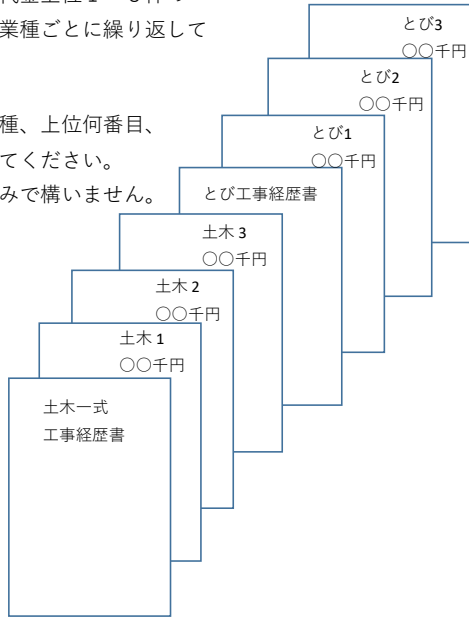 業種ごとに繰り返して
種、上位何番目、
てください。
みで構いません。
とび3
〇〇千円
とび2
〇〇千円
とび1
〇〇千円
とび工事経歴書
土木 3
〇〇千円
土木 2
〇〇千円
土木 1
〇〇千円
土木一式
工事経歴書